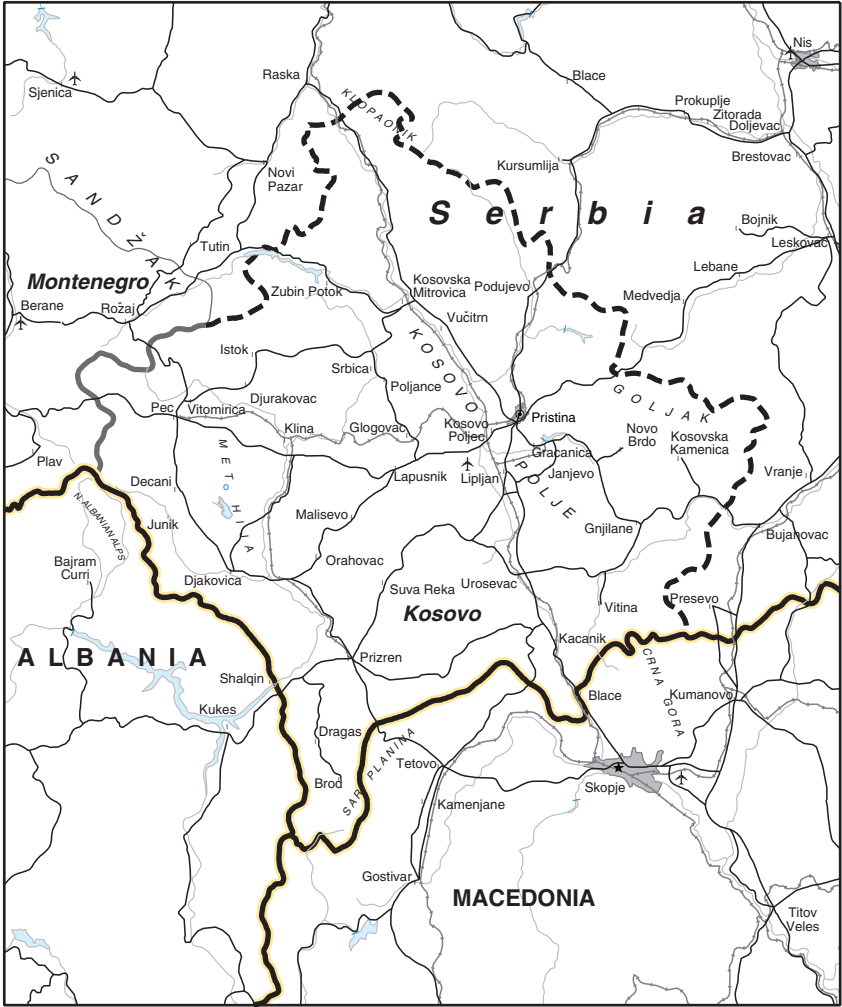 Nis
Raska
Blace
Sjenica
KLOPAONIK
Prokuplje
Zitorada
Doljevac
Brestovac
Kursumlija
SANDŽAK
Novi
Pazar
Serbia
Bojnik
Leskovac
Tutin
Lebane
Montenegro
Kosovska
Mitrovica
Podujevo
Zubin Potok
Medvedja
Berane
Rožaj
Vučitrn
KOSOVO
Istok
Srbica
Poljance
GOLJAK
Djurakovac
Pec
Vitomirica
Klina
Glogovac
Kosovo
Poljec
Pristina
Novo
Brdo
Kosovska
Kamenica
Gracanica
METOHIJA
Plav
Decani
Lapusnik
Lipljan
POLJE
Janjevo
Vranje
N. ALBANIAN ALPS
Junik
Malisevo
Gnjilane
Bujanovac
Bajram
Curri
Orahovac
Djakovica
Suva Reka
Urosevac
Vitina
Presevo
Kosovo
Kacanik
ALBANIA
Prizren
CRNA GORA
Shalqin
Blace
Kumanovo
Kukes
Dragas
SAR PLANINA
Tetovo
Brod
Skopje
Kamenjane
Gostivar
MACEDONIA
Titov
Veles